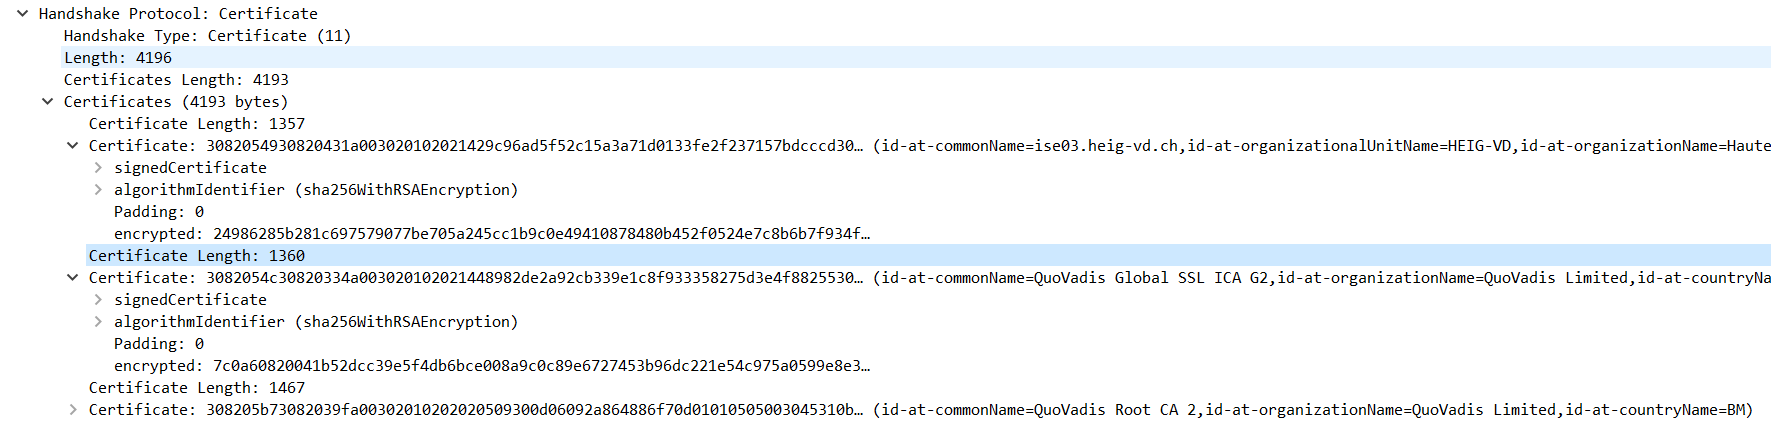 Handshake Protocol: Certificate
Handshake Type: Certificate (11)
Length: 4196
Certificates Length: 4193
Certificates (4193 bytes)
Certificate Length: 1357
Certificate: 3082054930820431a003020102021429c96ad5f52c15a3a71d0133fe2f237157bdcccd30… (id-at-commonName=ise03.heig-vd.ch,id-at-organizationalUnitName=HEIG-VD,id-at-organizationName=Haute
signedCertificate
algorithmIdentifier (sha256WithRSAEncryption)
Padding: 0
encrypted: 24986285b281c697579077be705a245cc1b9c0e49410878480b452f0524e7c8b6b7f934f…
Certificate Length: 1360
Certificate: 3082054c30820334a003020102021448982de2a92cb339e1c8f933358275d3e4f8825530… (id-at-commonName=QuoVadis Global SSL ICA G2,id-at-organizationName=QuoVadis Limited,id-at-countryNa
signedCertificate
algorithmIdentifier (sha256WithRSAEncryption)
Padding: 0
encrypted: 7c0a60820041b52dcc39e5f4db6bce008a9c0c89e6727453b96dc221e54c975a0599e8e3…
Certificate Length: 1467
Certificate: 308205b73082039fa00302010202020509300d06092a864886f70d01010505003045310b… (id-at-commonName=QuoVadis Root CA 2,id-at-organizationName=QuoVadis Limited,id-at-countryName=BM)